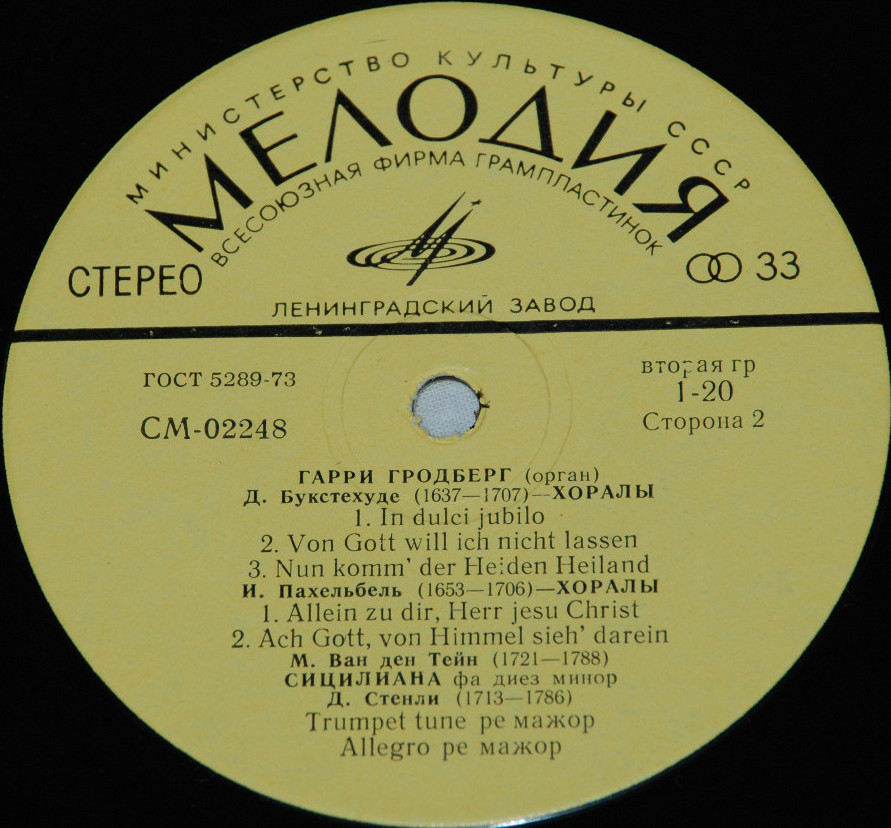 МИНИСТЕРСТВО КУЛЬТУРЫ СССР
МЕЛОДИЯ
ВСЕСОЮЗНАЯ ФИРМА ГРАМПЛАСТИНОК
СТЕРЕО
33
ЛЕНИНГРАДСКИЙ ЗАВОД
ГОСТ 5289-73
вторая гр
1-20
СМ-02248
Сторона 2
ГАРРИ ГРОДБЕРГ (орган)
Д. Букстехуде (1637—1707)—ХОРАЛЫ
1. In dulci jubilo
2. Von Gott will ich nicht lassen
3. Nun komm' der Heiden Heiland
И. Пахельбель (1653—1706)—ХОРАЛЫ
1. Allein zu dir, Herr jesu Christ
2. Ach Gott, von Himmel sieh' darein
М. Ван ден Гейн (1721—1788)
СИЦИЛИАНА фа диез минор
Д. Стенли (1713—1786)
Trumpet tune ре мажор
Allegro ре мажор